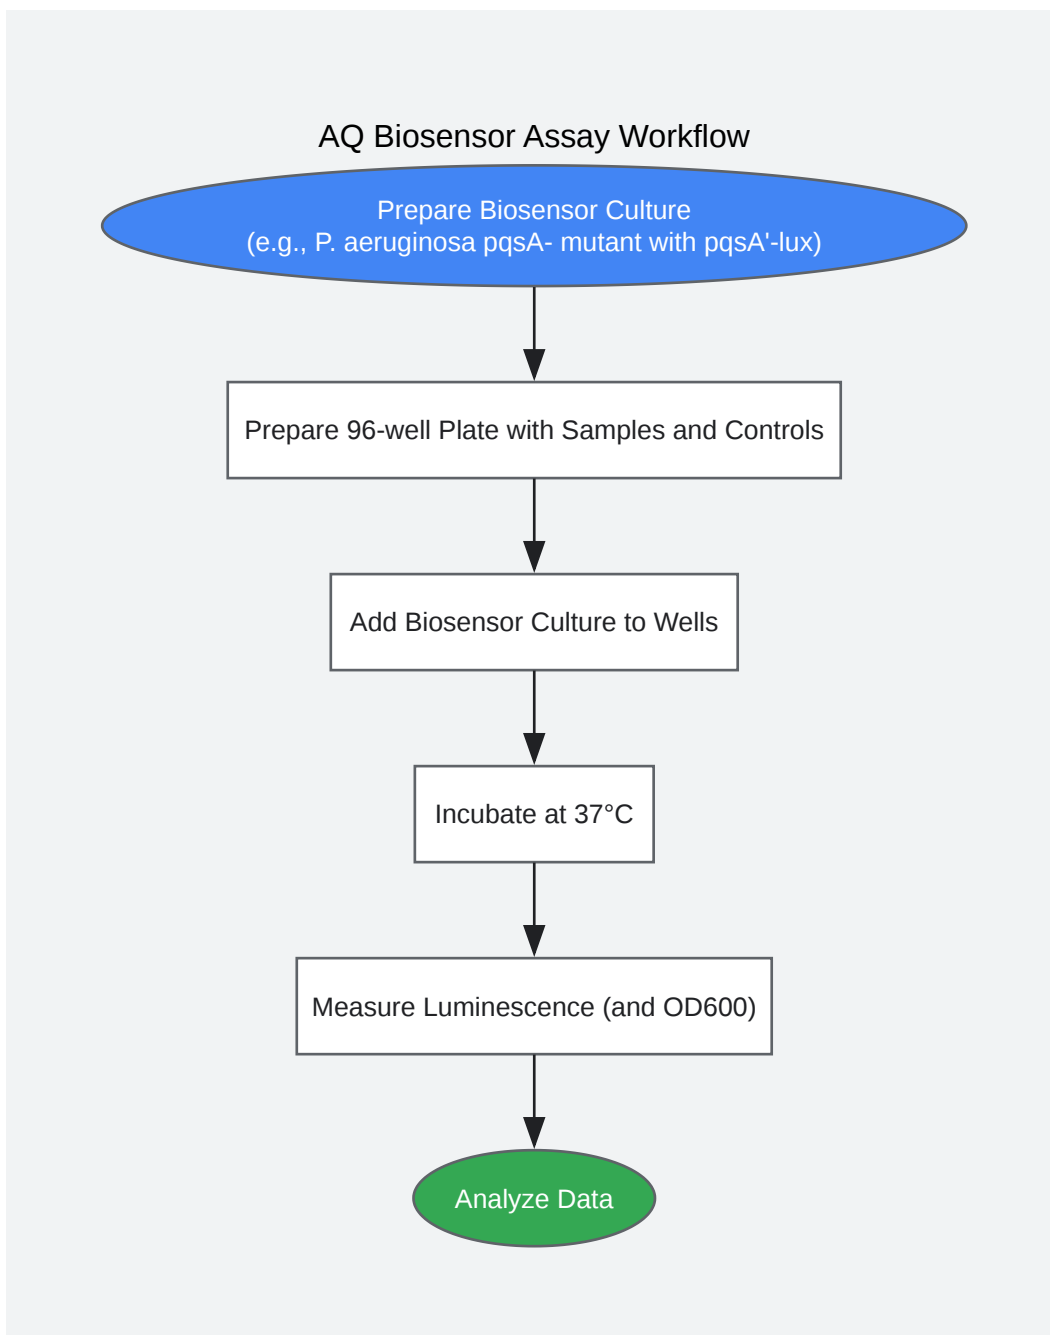 AQ Biosensor Assay Workflow
Prepare Biosensor Culture
(e.g., P. aeruginosa pqsA- mutant with pqsA'-lux)
Prepare 96-well Plate with Samples and Controls
Add Biosensor Culture to Wells
Incubate at 37°C
Measure Luminescence (and OD600)
Analyze Data